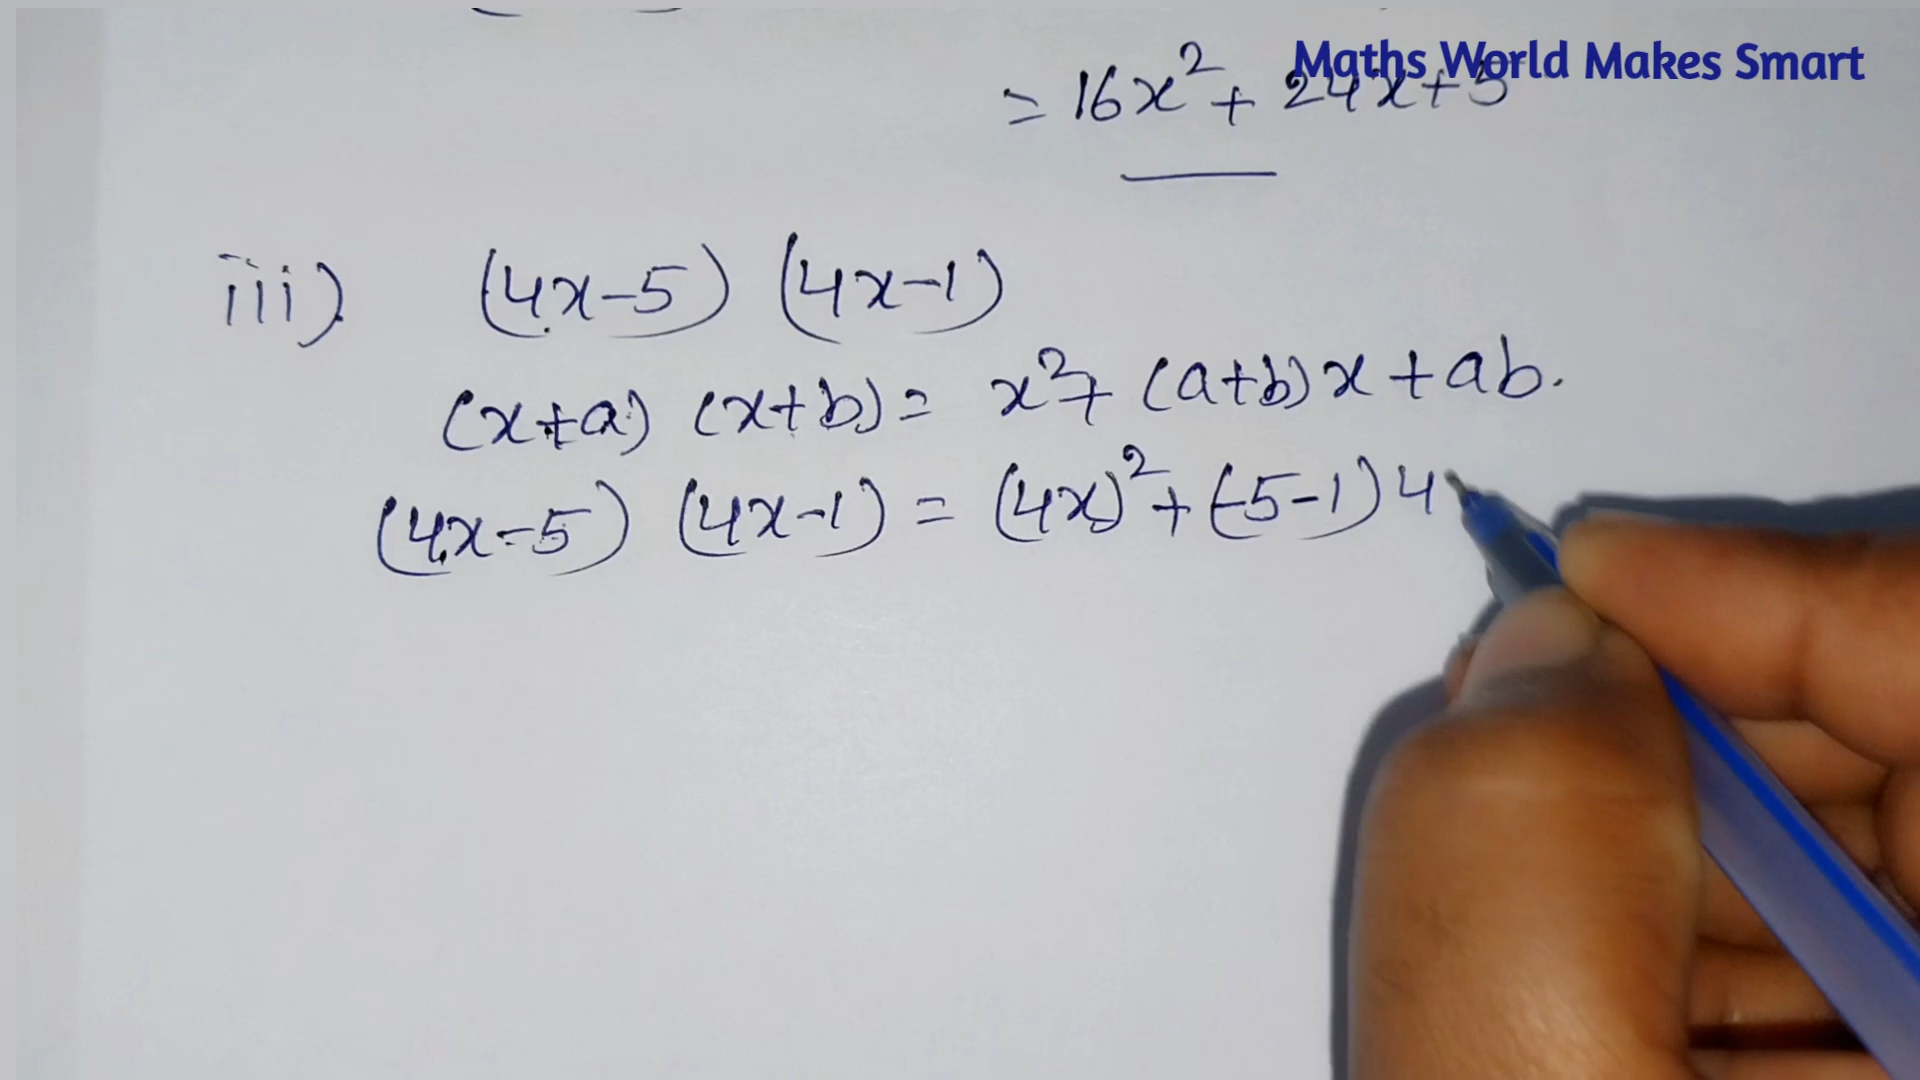 Maths World Makes Smart
= 16x² + 24x+5
iii). (4x-5) (4x-1)
(x+a) (x+b) = x² + (a+b)x + ab.
(4x-5) (4x-1) = (4x)² + (-5-1) 4